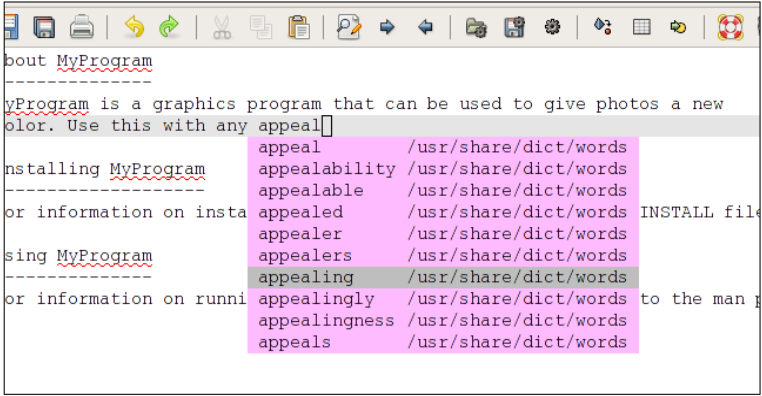 bout MyProgram
--------------
yProgram is a graphics program that can be used to give photos a new
olor. Use this with any appeal
appeal /usr/share/dict/words
nstalling MyProgram appealability /usr/share/dict/words
------------------- appealable /usr/share/dict/words
or information on insta appealed /usr/share/dict/words INSTALL file
appealer /usr/share/dict/words
sing MyProgram appealers /usr/share/dict/words
-------------- appealing /usr/share/dict/words
or information on runni appealingly /usr/share/dict/words to the man p
appealingness /usr/share/dict/words
appeals /usr/share/dict/words